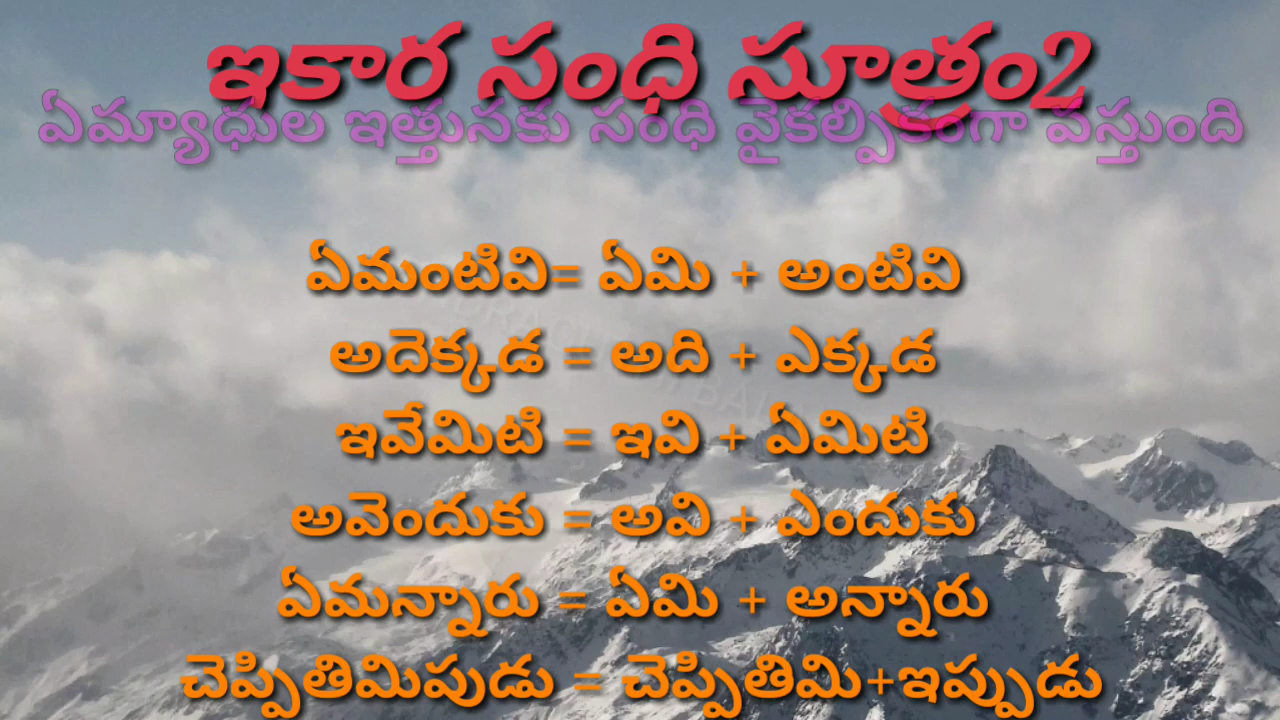 ఇకార సంధి సూత్రం2
ఏమ్యాధుల ఇత్తునకు సంధి వైకల్పికంగా వస్తుంది
ఏమంటివి= ఏమి + అంటివి
అదెక్కడ = అది + ఎక్కడ
ఇవేమిటి = ఇవి + ఏమిటి
అవెందుకు = అవి + ఎందుకు
ఏమన్నారు = ఏమి + అన్నారు
చెప్పితిమిపుడు = చెప్పితిమి+ఇప్పుడు